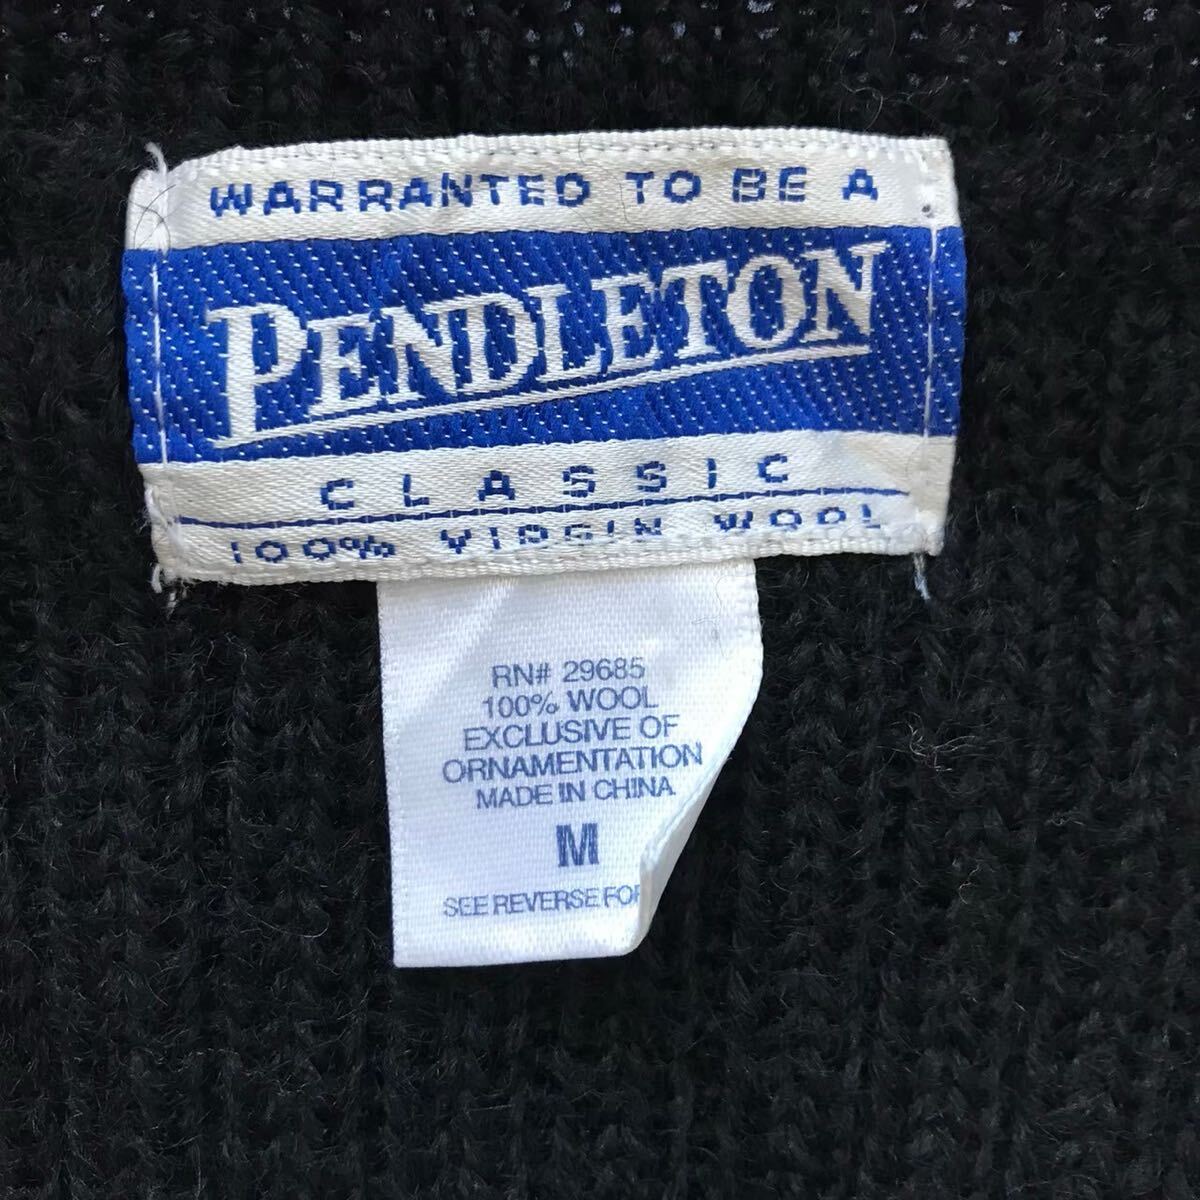 WARRANTED TO BE A
PENDLETON
CLASSIC
100% VIRGIN WOOL
RN# 29685
100% WOOL
EXCLUSIVE OF
ORNAMENTATION
MADE IN CHINA
M
SEE REVERSE FOR